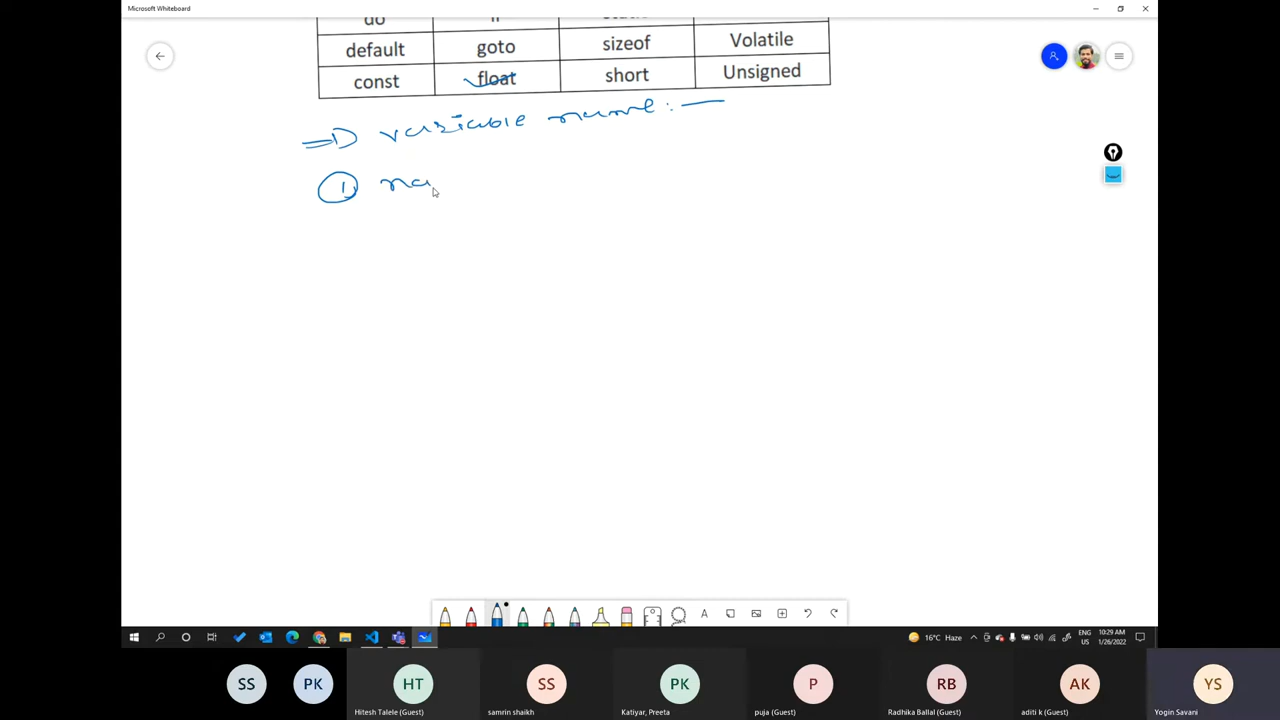 Microsoft Whiteboard
default goto sizeof Volatile
const float short Unsigned
=> variable name : —
① na
A
16°C Haze
ENG
US
10:29 AM
1/26/2022
SS PK HT SS PK P RB AK YS
Hitesh Talele (Guest) samrin shaikh Katiyar, Preeta puja (Guest) Radhika Ballal (Guest) aditi k (Guest) Yogin Savani